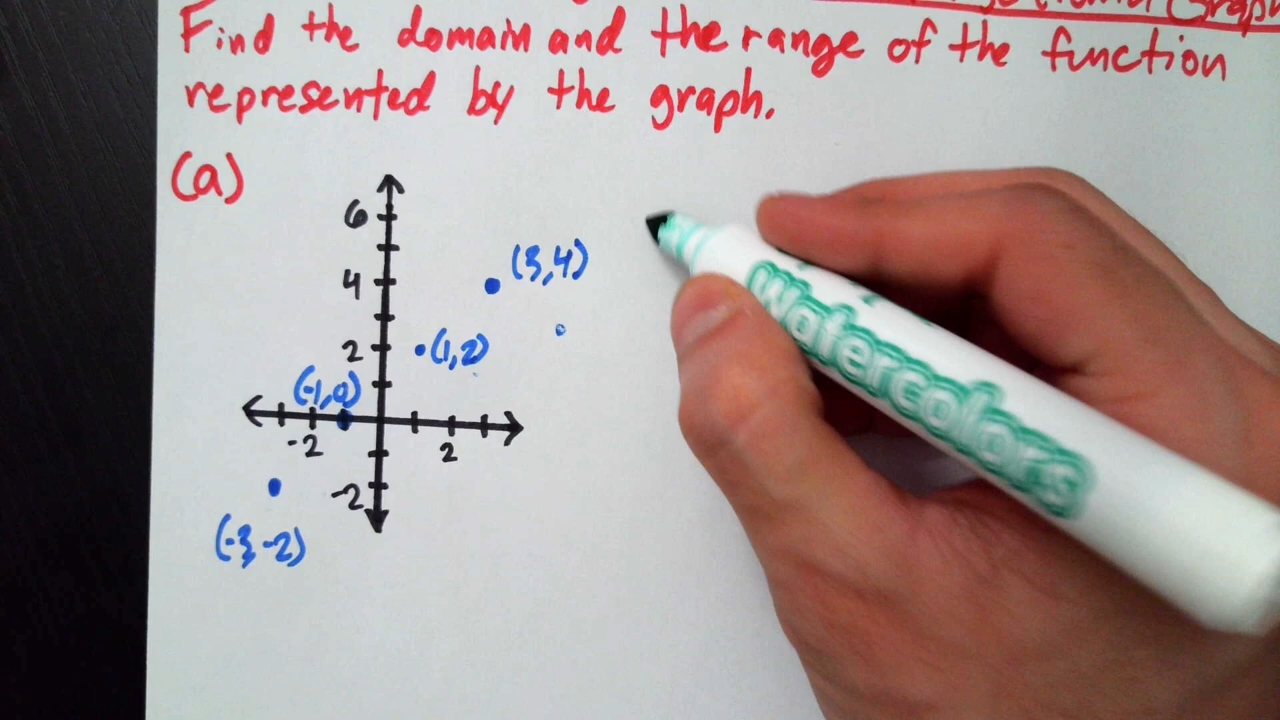 Graph
Find the domain and the range of the function
represented by the graph.
(a)
6
(3,4)
4
2 (1,2)
(-1,0)
-2 2
-2
(-3,-2)
Watercolors